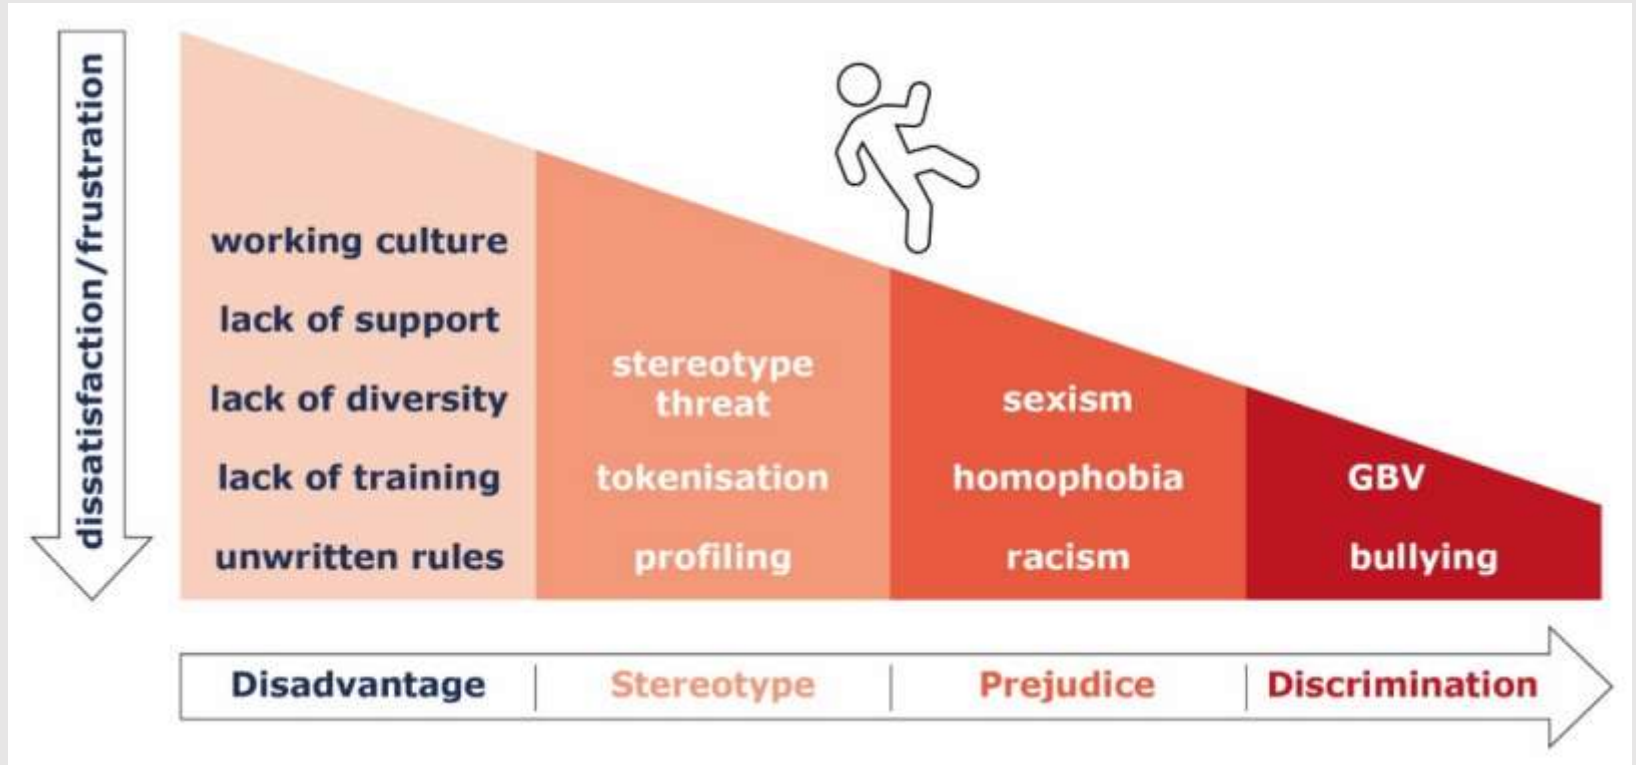 dissatisfaction/frustration
working culture
lack of support
lack of diversity
lack of training
unwritten rules
stereotype
threat
tokenisation
profiling
sexism
homophobia
racism
GBV
bullying
Disadvantage
Stereotype
Prejudice
Discrimination